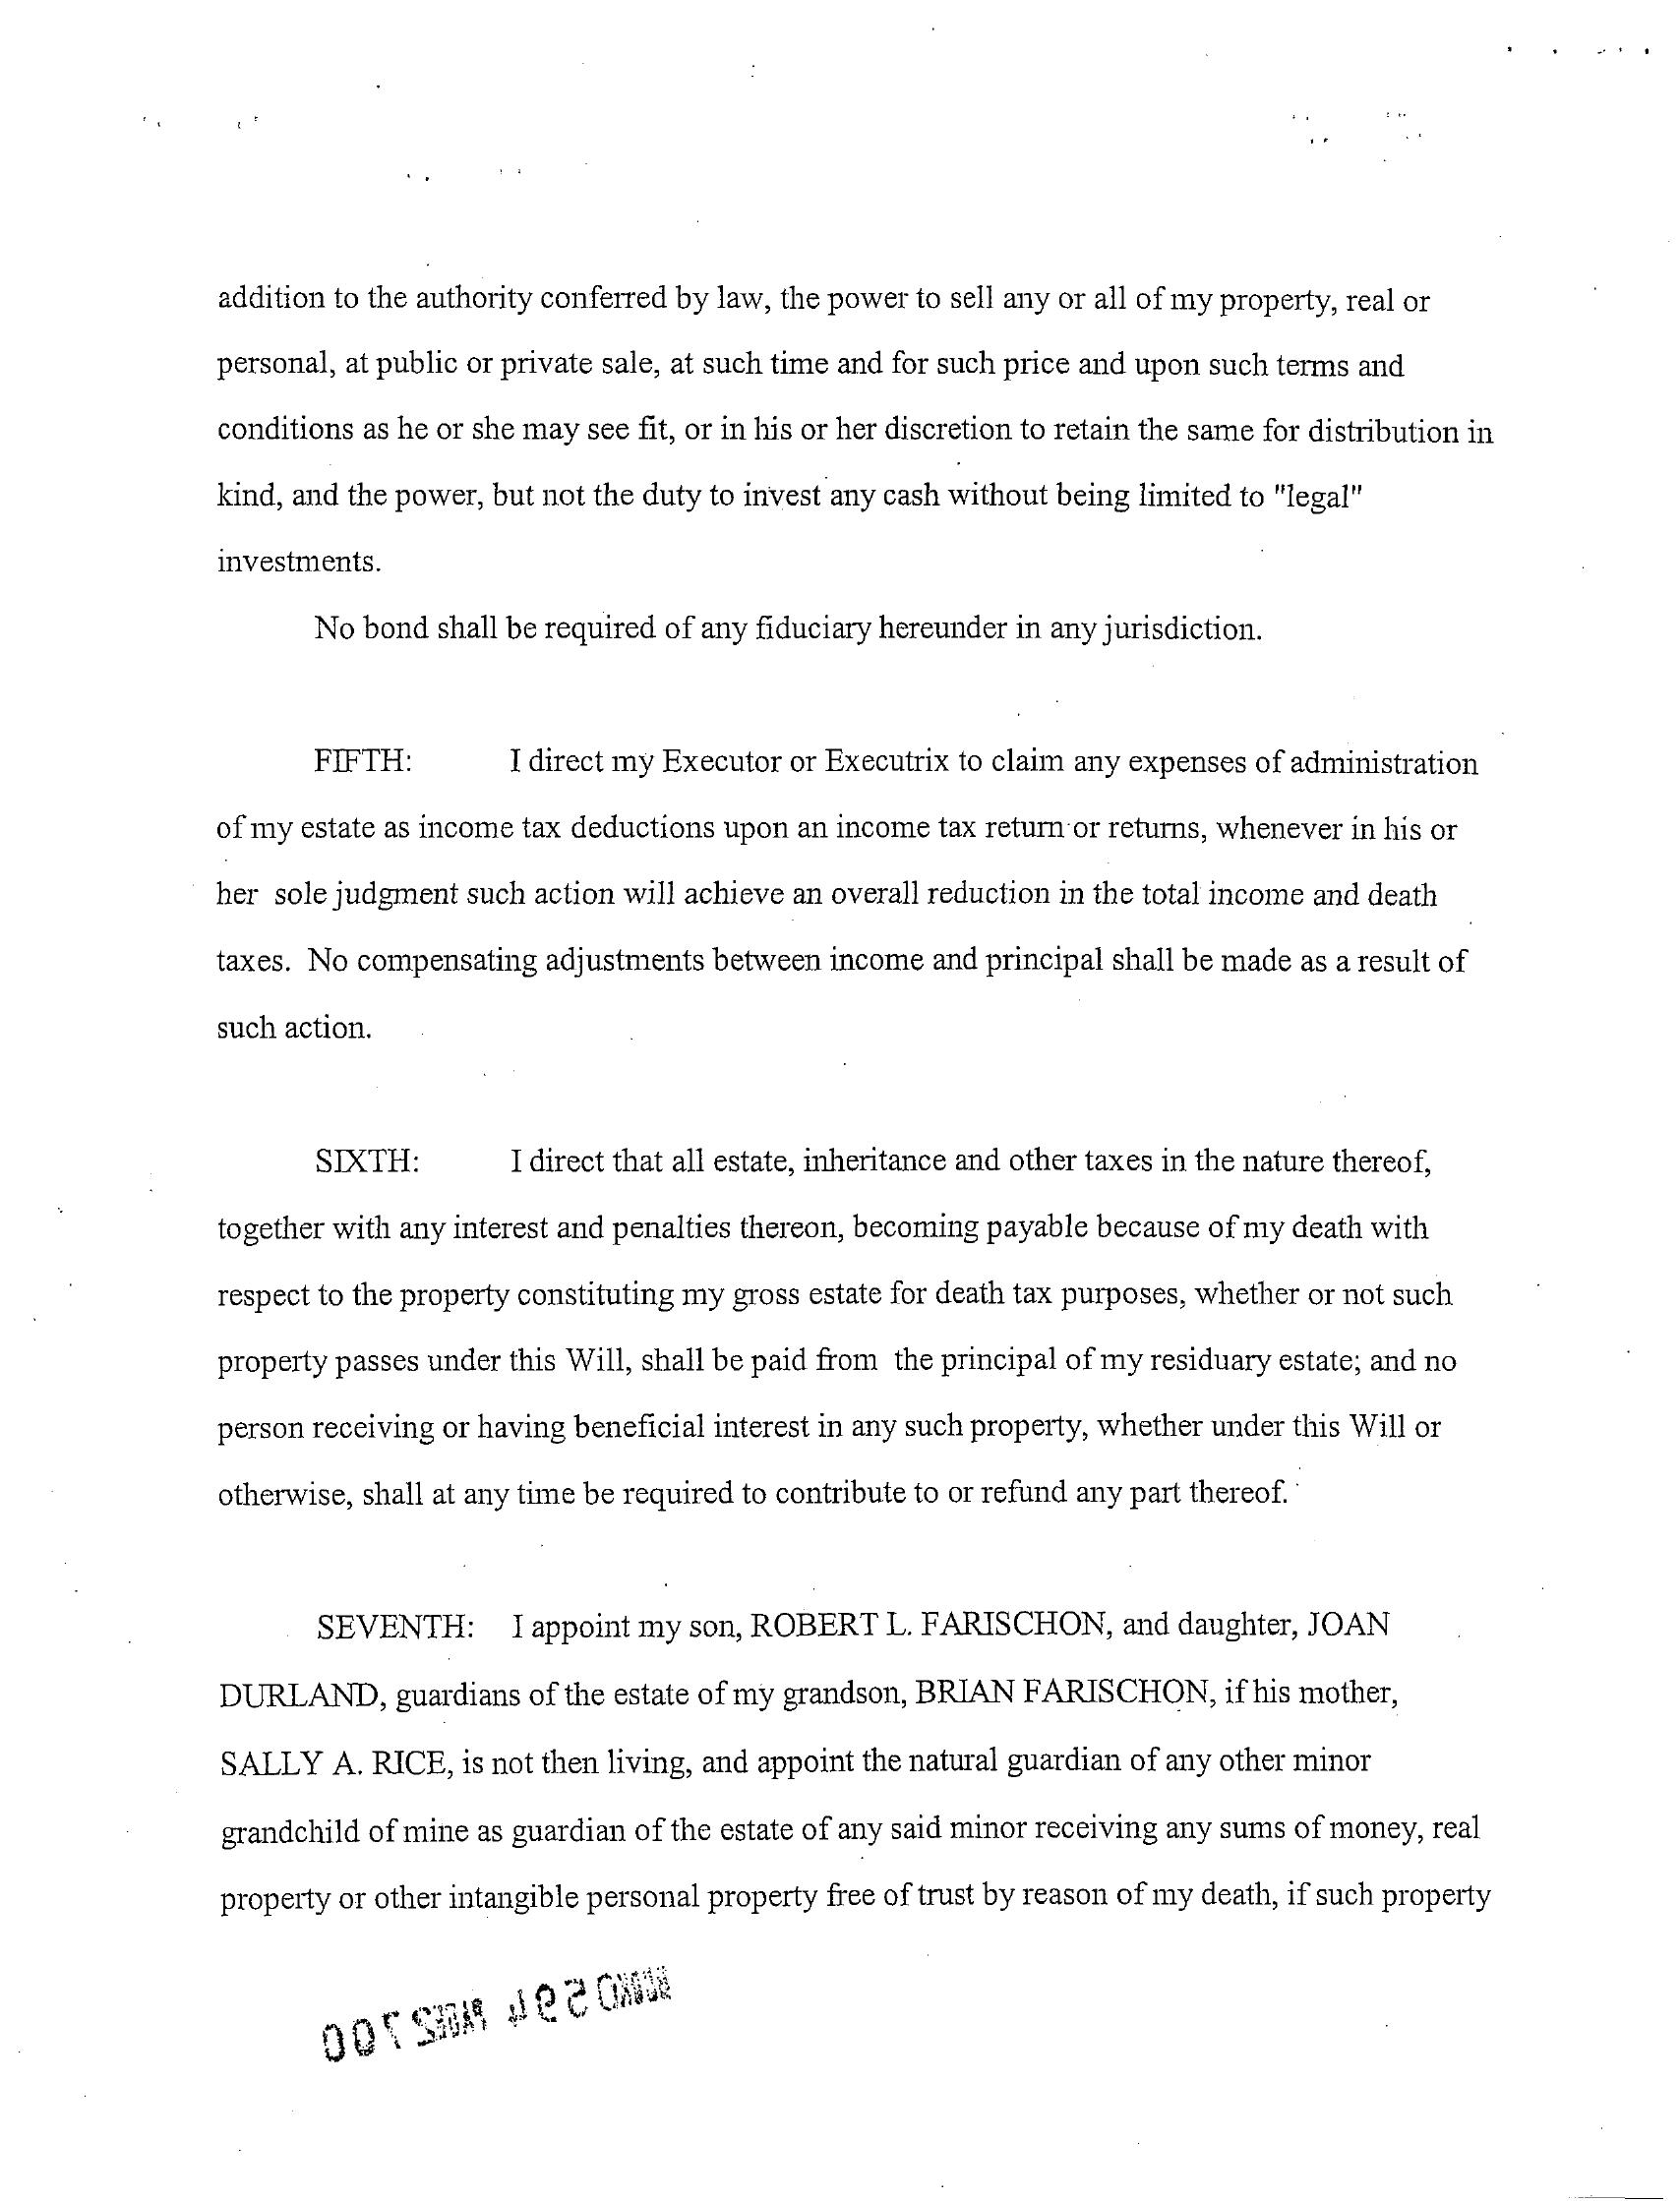 addition to the authority conferred by law, the power to sell any or all of my property, real or
personal, at public or private sale, at such time and for such price and upon such terms and
conditions as he or she may see fit, or in his or her discretion to retain the same for distribution in
kind, and the power, but not the duty to invest any cash without being limited to "legal"
investments.
No bond shall be required of any fiduciary hereunder in any jurisdiction.
FIFTH: I direct my Executor or Executrix to claim any expenses of administration
of my estate as income tax deductions upon an income tax return or returns, whenever in his or
her sole judgment such action will achieve an overall reduction in the total income and death
taxes. No compensating adjustments between income and principal shall be made as a result of
such action.
SIXTH: I direct that all estate, inheritance and other taxes in the nature thereof,
together with any interest and penalties thereon, becoming payable because of my death with
respect to the property constituting my gross estate for death tax purposes, whether or not such
property passes under this Will, shall be paid from the principal of my residuary estate; and no
person receiving or having beneficial interest in any such property, whether under this Will or
otherwise, shall at any time be required to contribute to or refund any part thereof.
SEVENTH: I appoint my son, ROBERT L. FARISCHON, and daughter, JOAN
DURLAND, guardians of the estate of my grandson, BRIAN FARISCHON, if his mother,
SALLY A. RICE, is not then living, and appoint the natural guardian of any other minor
grandchild of mine as guardian of the estate of any said minor receiving any sums of money, real
property or other intangible personal property free of trust by reason of my death, if such property